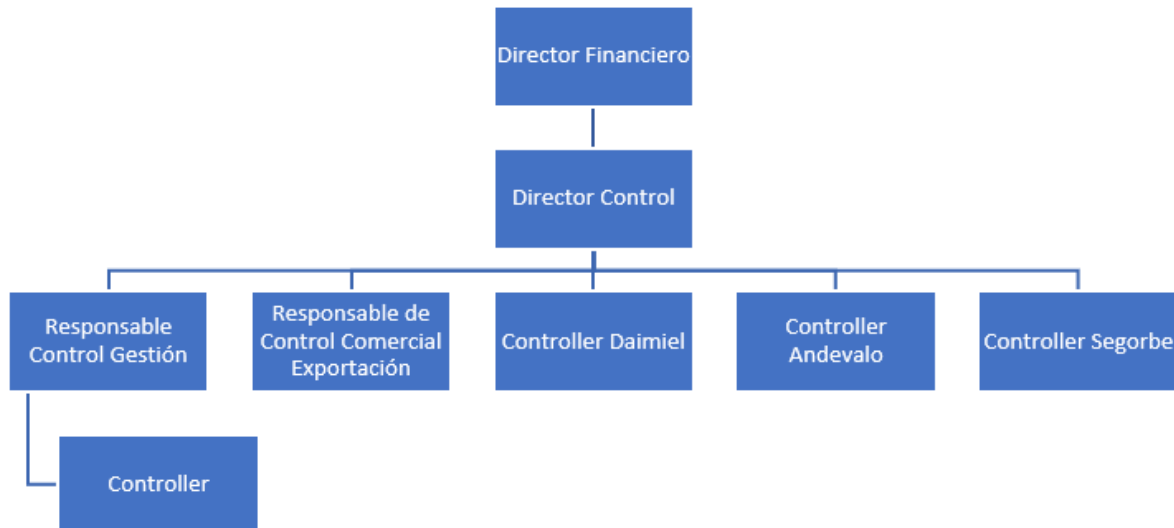 Director Financiero
Director Control
Responsable
Control Gestión
Responsable de
Control Comercial
Exportación
Controller Daimiel
Controller
Andevalo
Controller Segorbe
Controller